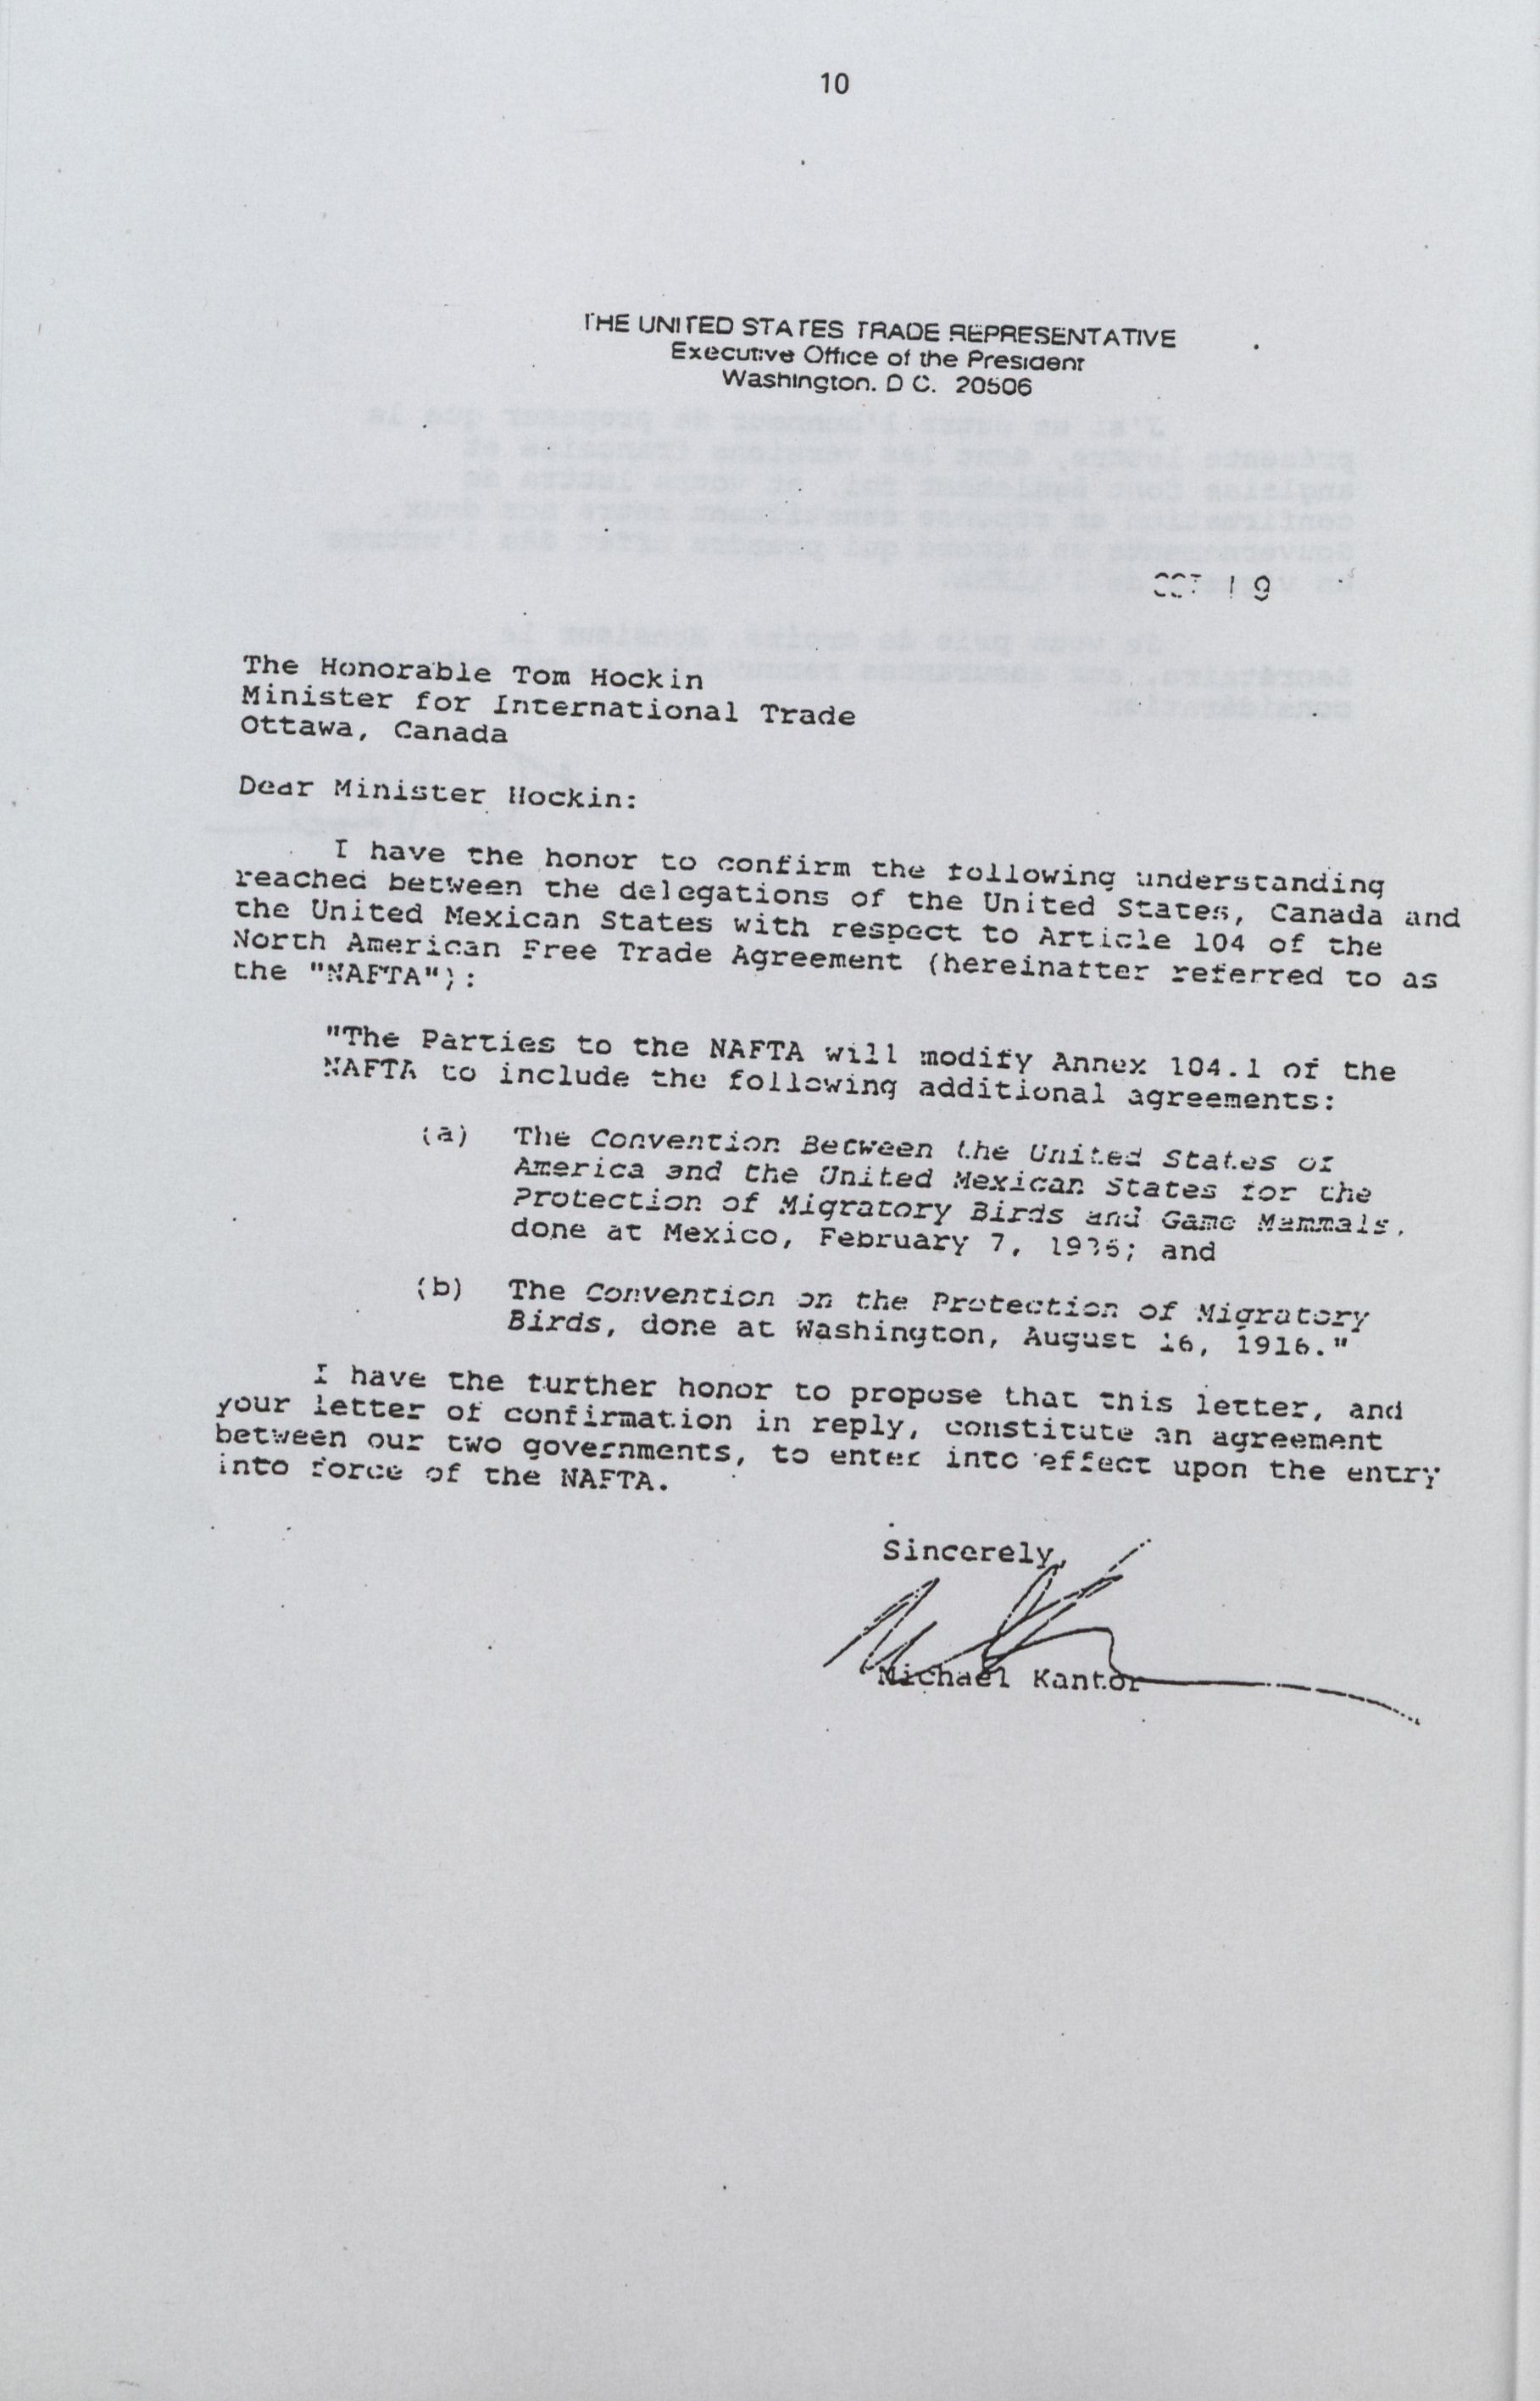 10
THE UNITED STATES TRADE REPRESENTATIVE
Executive Office of the President
Washington. D C. 20506
OCT 19
The Honorable Tom Hockin
Minister for International Trade
Ottawa, Canada
Dear Minister Hockin:
I have the honor to confirm the following understanding
reached between the delegations of the United States, Canada and
the United Mexican States with respect to Article 104 of the
North American Free Trade Agreement (hereinafter referred to as
the "NAFTA"):
"The Parties to the NAFTA will modify Annex 104.1 of the
NAFTA to include the following additional agreements:
(a) The Convention Between the United States of
America and the United Mexican States for the
Protection of Migratory Birds and Game Mammals,
done at Mexico, February 7, 1936; and
(b) The Convention on the Protection of Migratory
Birds, done at Washington, August 16, 1916."
I have the further honor to propose that this letter, and
your letter of confirmation in reply, constitute an agreement
between our two governments, to enter into effect upon the entry
into force of the NAFTA.
Sincerely,
Michael Kantor